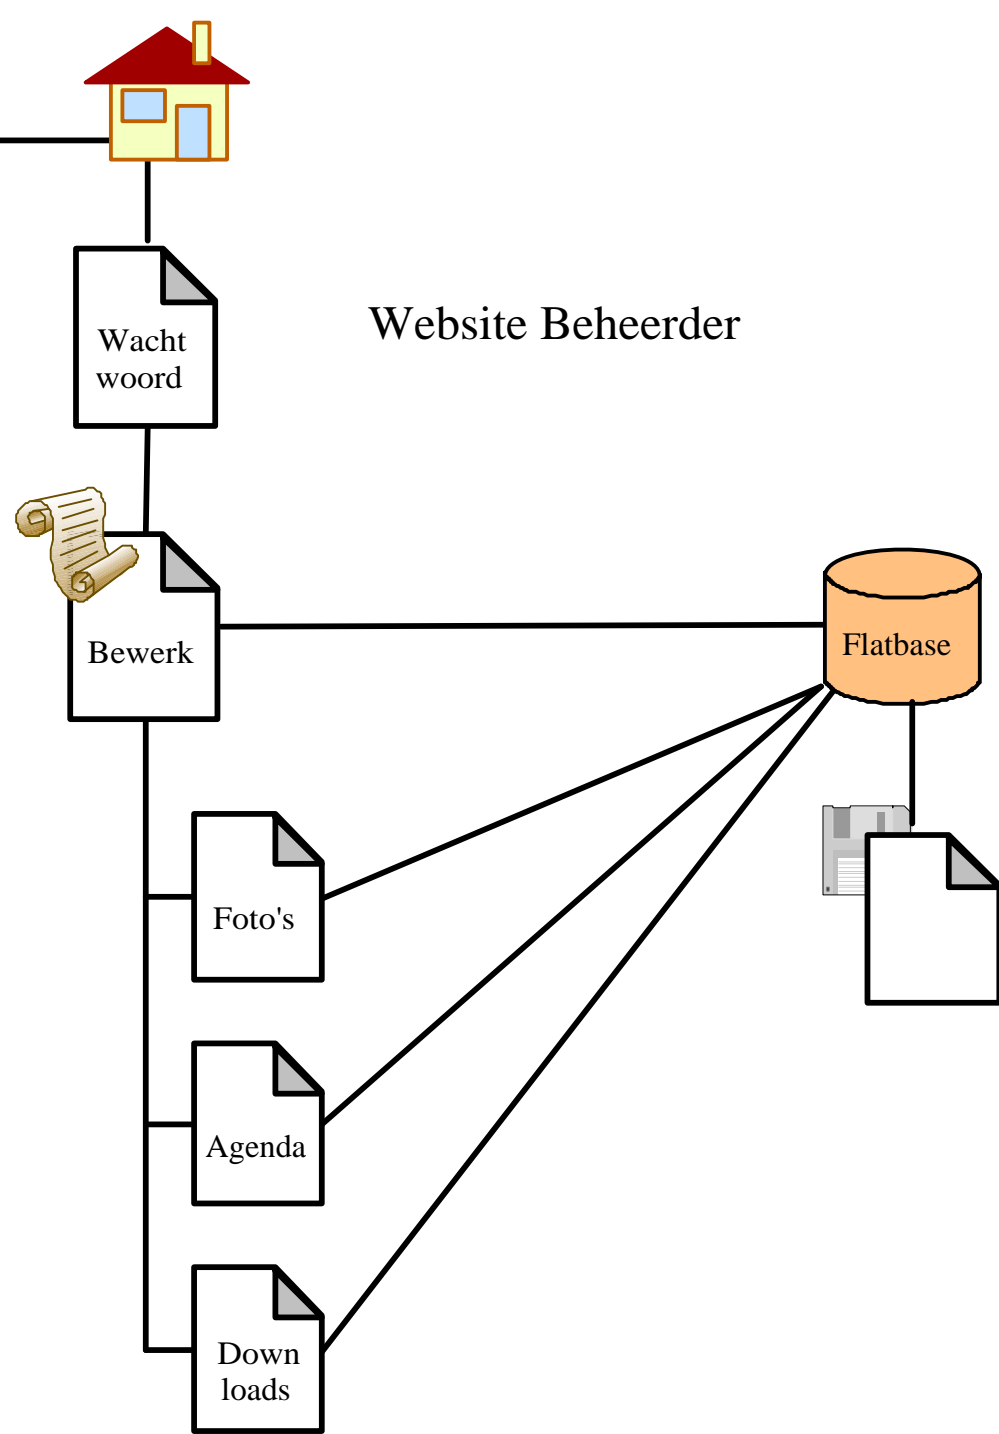 Website Beheerder
Wacht
woord
Bewerk
Flatbase
Foto's
Agenda
Down
loads